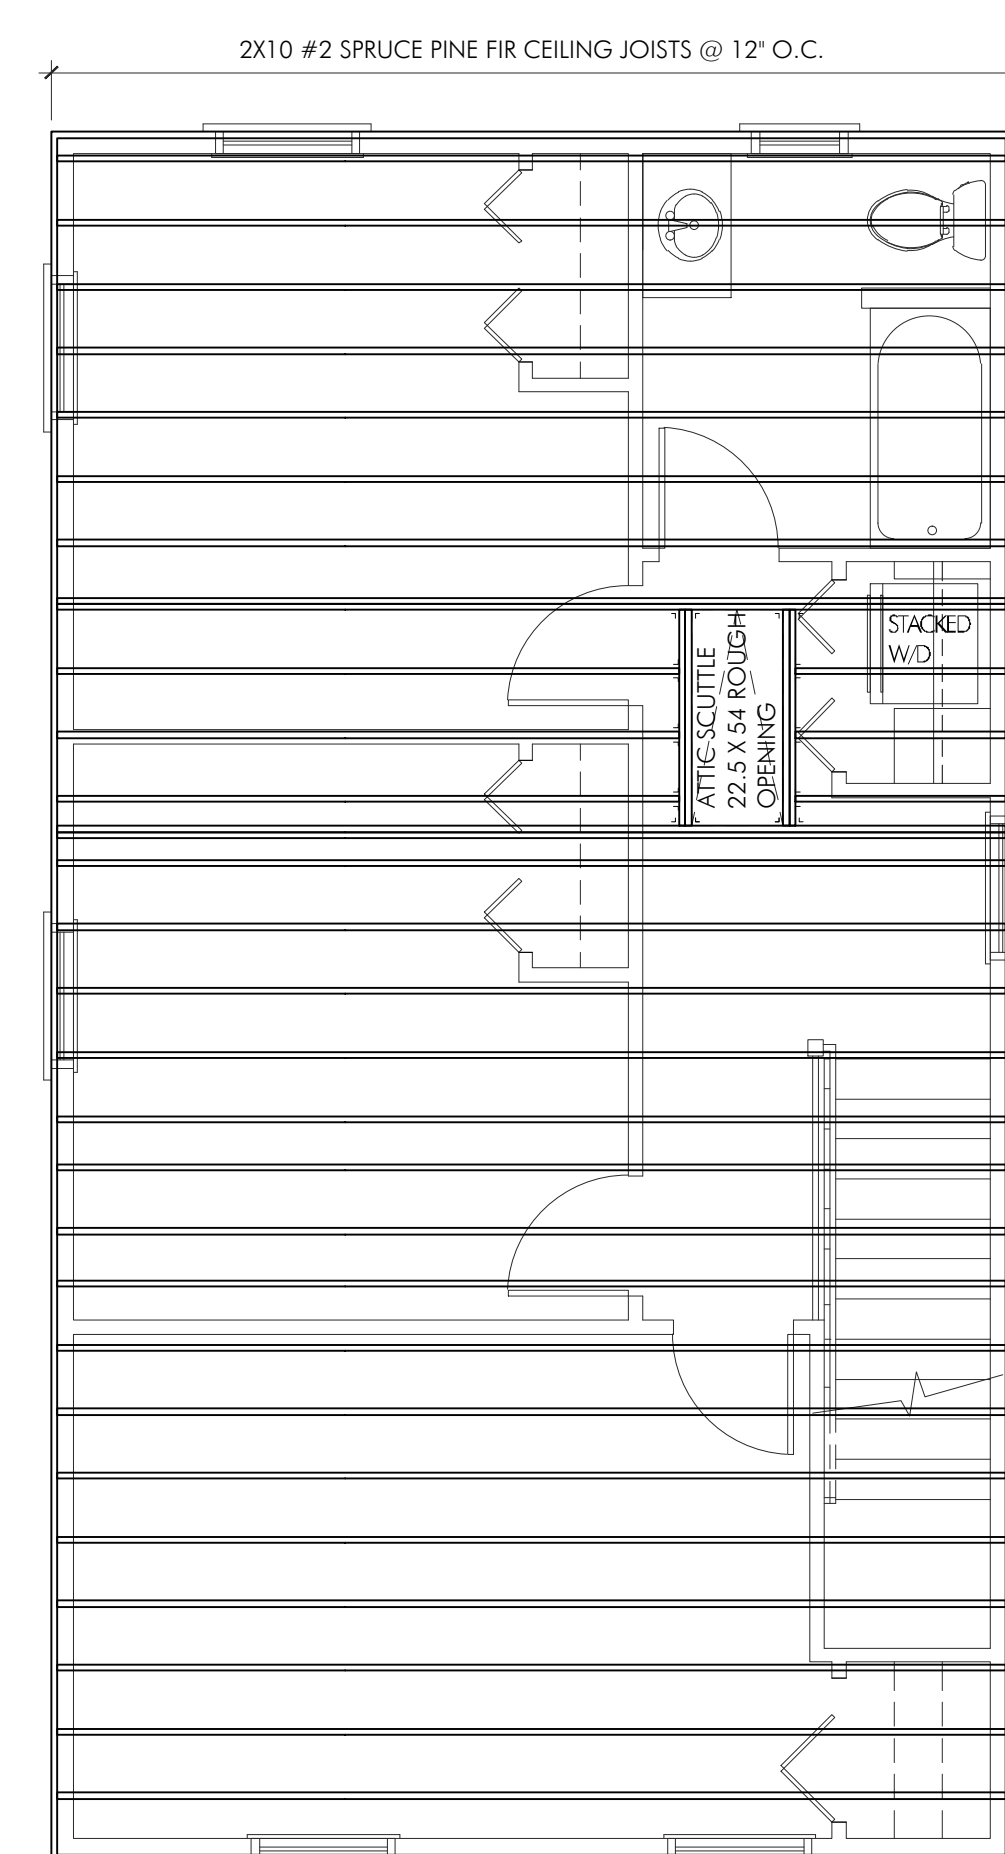 2X10 #2 SPRUCE PINE FIR CEILING JOISTS @ 12" O.C.
STACKED
W/D
ATTIC SCUTTLE
22.5 X 54 ROUGH
OPENING